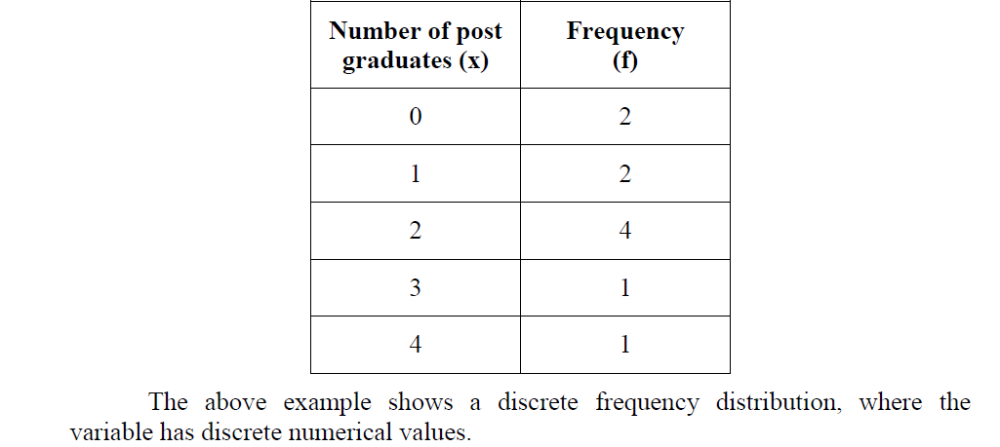 Number of post Frequency
graduates (x) (f)
0 2
1 2
2 4
3 1
4 1
The above example shows a discrete frequency distribution, where the
variable has discrete numerical values.